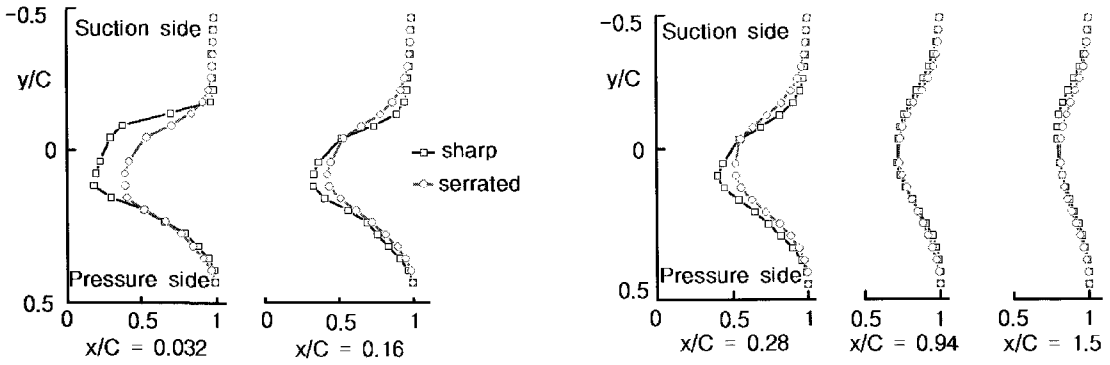 −0.5
Suction side
y/C
0
Pressure side
0.5
0 0.5 1
x/C = 0.032
0 0.5 1
x/C = 0.16
sharp
serrated
−0.5
Suction side
y/C
0
Pressure side
0.5
0 0.5 1
x/C = 0.28
0.5 1
x/C = 0.94
0.5 1
x/C = 1.5